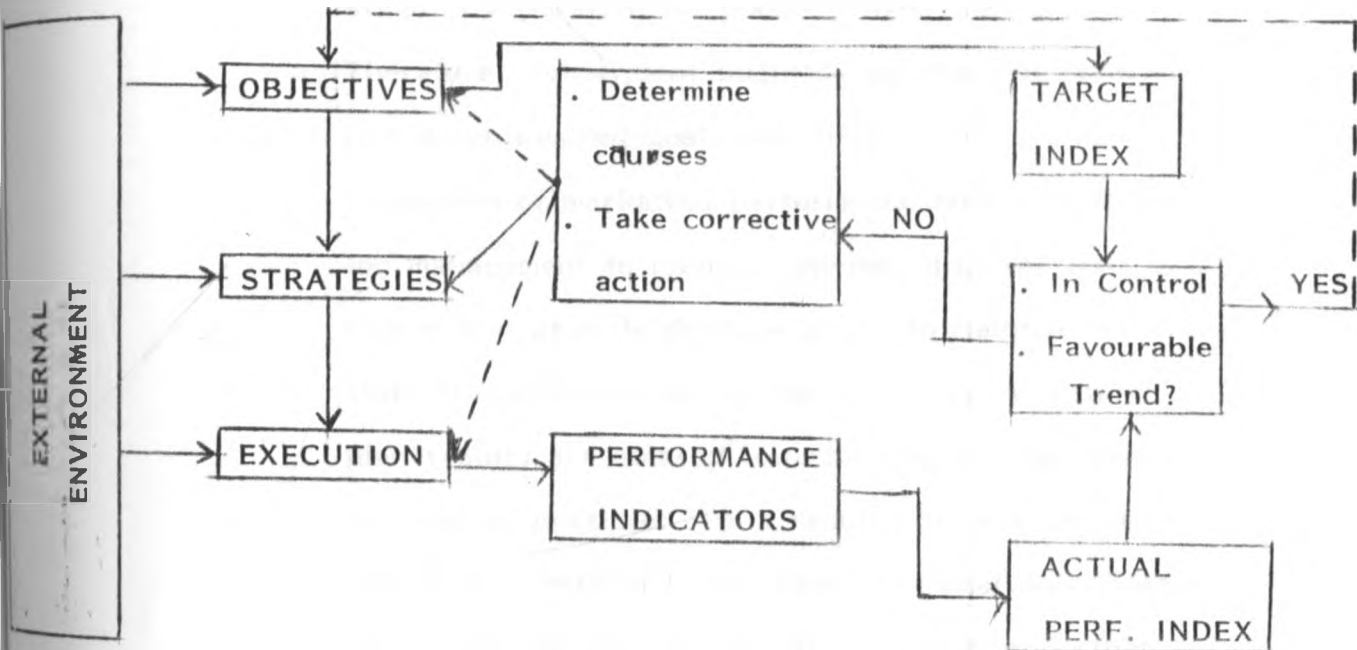 EXTERNAL
ENVIRONMENT
OBJECTIVES
STRATEGIES
EXECUTION
. Determine
courses
. Take corrective
action
NO
TARGET
INDEX
. In Control
. Favourable
Trend?
YES
PERFORMANCE
INDICATORS
ACTUAL
PERF. INDEX